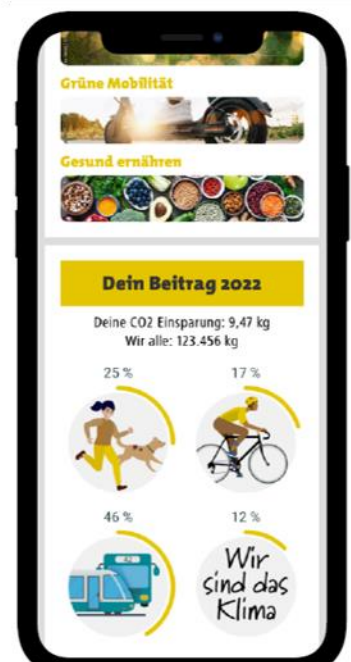 Grüne Mobilität
Gesund ernähren
Dein Beitrag 2022
Deine CO2 Einsparung: 9,47 kg
Wir alle: 123.456 kg
25 %
17 %
46 %
12 %
Wir
sind das
Klima